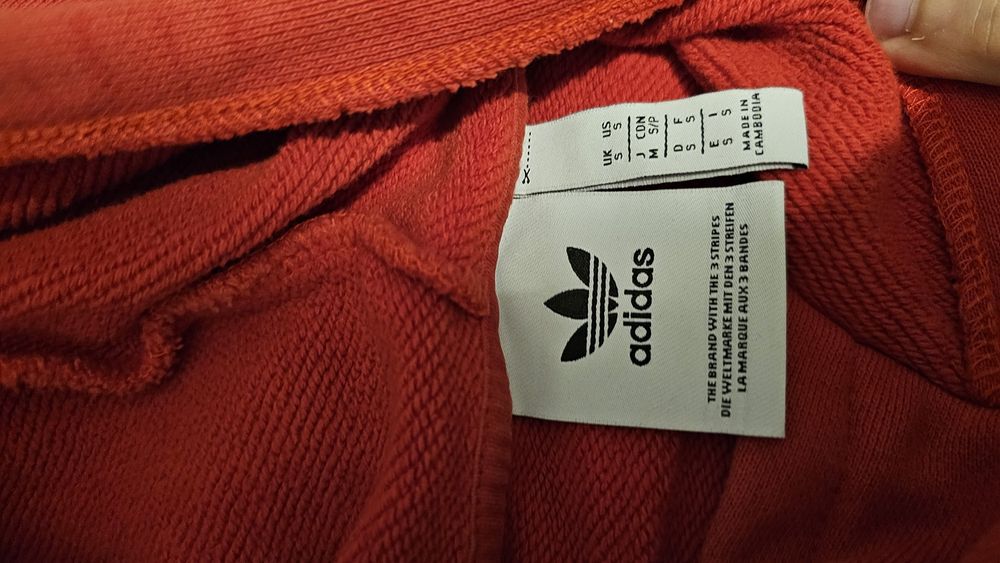 UK US
S S
J CDN
M S/P
D F
S S
E I
S S
MADE IN
CAMBODIA
adidas
THE BRAND WITH THE 3 STRIPES
DIE WELTMARKE MIT DEN 3 STREIFEN
LA MARQUE AUX 3 BANDES